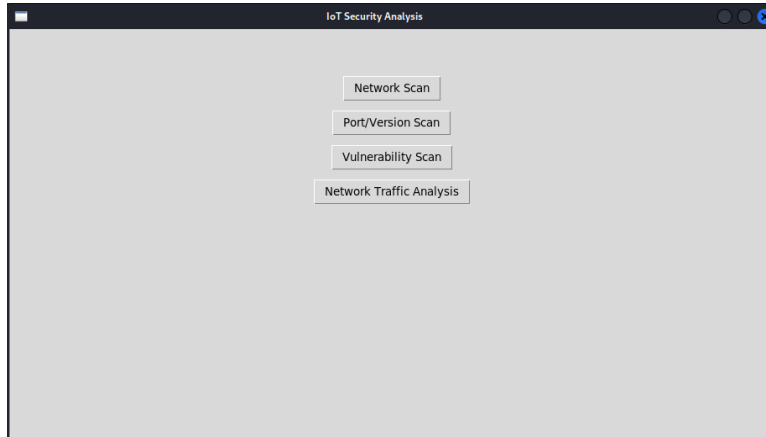 IoT Security Analysis
Network Scan
Port/Version Scan
Vulnerability Scan
Network Traffic Analysis